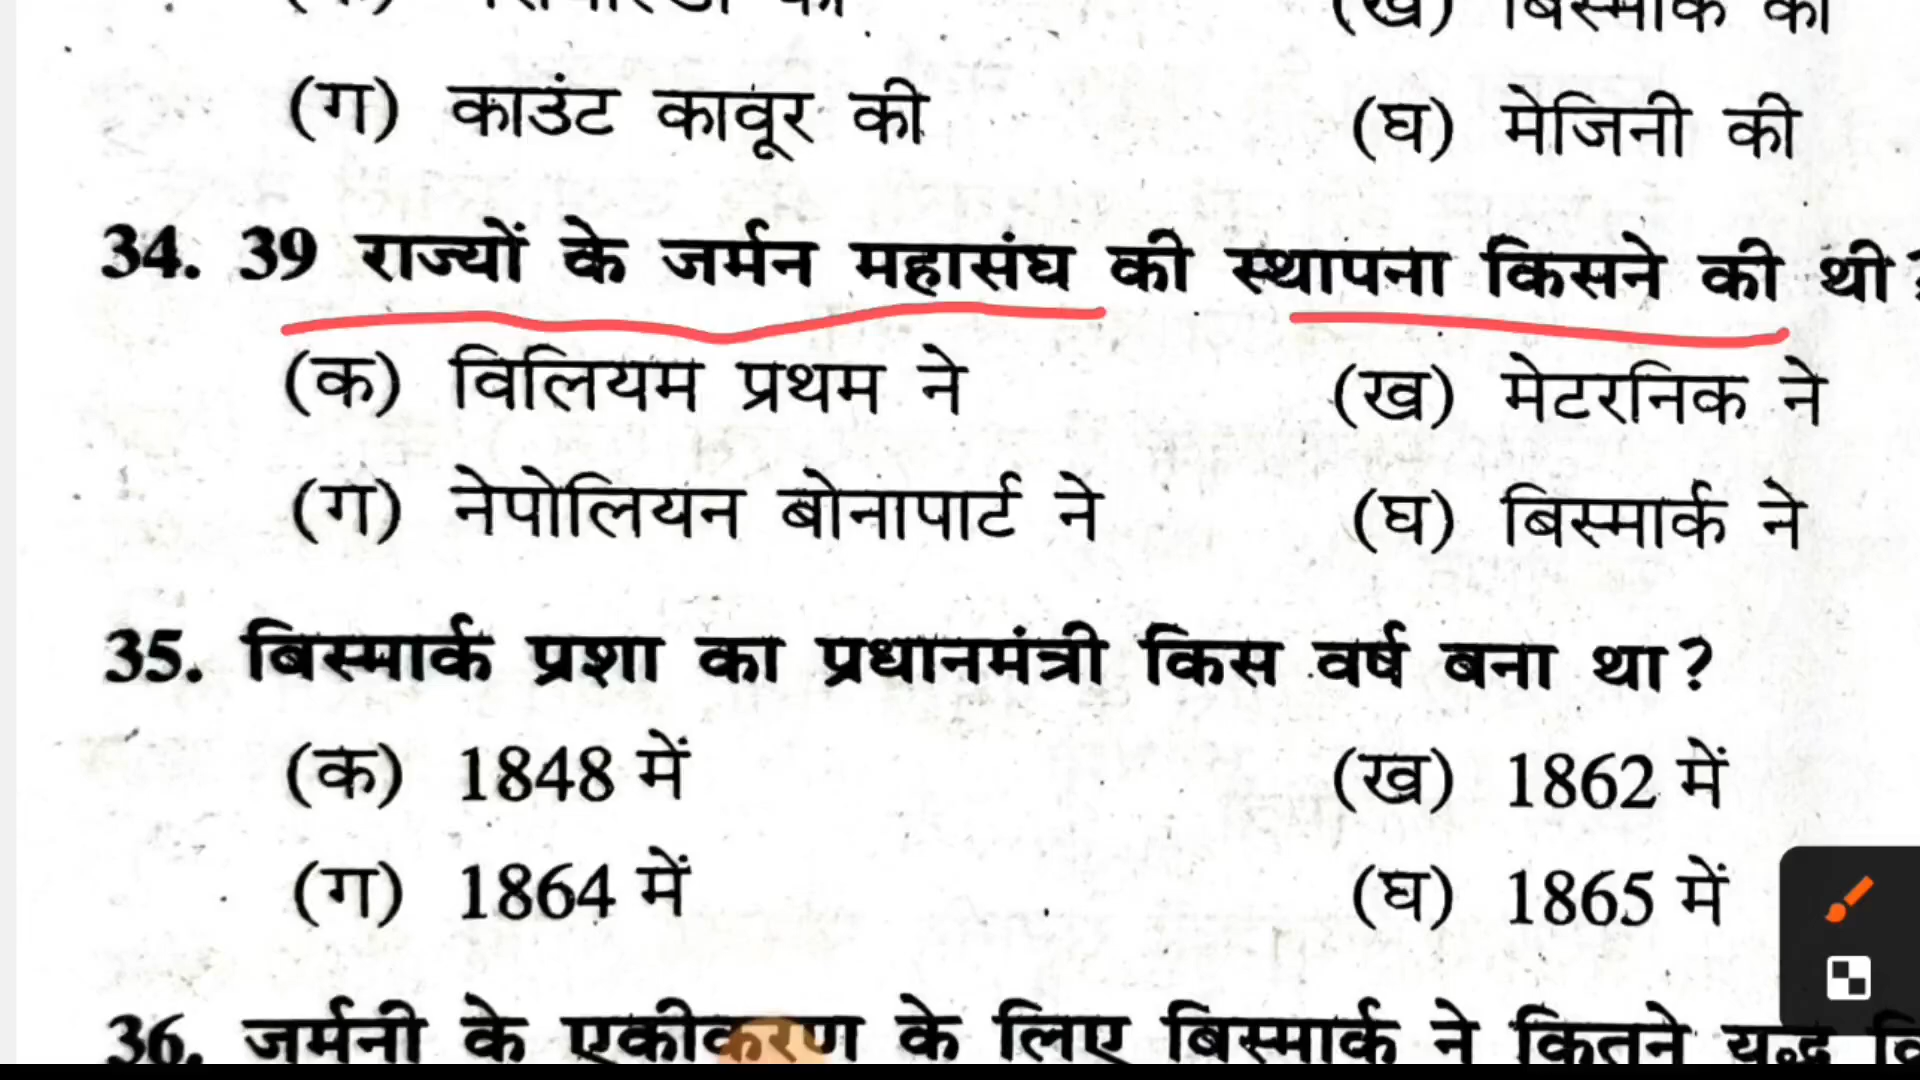 (ग) काउंट कावूर की (घ) मेजिनी की
34. 39 राज्यों के जर्मन महासंघ की स्थापना किसने की थी?
(क) विलियम प्रथम ने (ख) मेटरनिक ने
(ग) नेपोलियन बोनापार्ट ने (घ) बिस्मार्क ने
35. बिस्मार्क प्रशा का प्रधानमंत्री किस वर्ष बना था?
(क) 1848 में (ख) 1862 में
(ग) 1864 में (घ) 1865 में
36. जर्मनी के एकीकरण के लिए बिस्मार्क ने कितने युद्ध